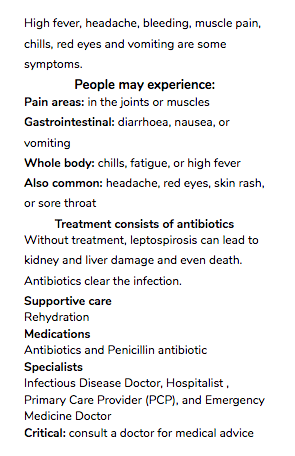 High fever, headache, bleeding, muscle pain,
chills, red eyes and vomiting are some
symptoms.
People may experience:
Pain areas: in the joints or muscles
Gastrointestinal: diarrhoea, nausea, or
vomiting
Whole body: chills, fatigue, or high fever
Also common: headache, red eyes, skin rash,
or sore throat
Treatment consists of antibiotics
Without treatment, leptospirosis can lead to
kidney and liver damage and even death.
Antibiotics clear the infection.
Supportive care
Rehydration
Medications
Antibiotics and Penicillin antibiotic
Specialists
Infectious Disease Doctor, Hospitalist ,
Primary Care Provider (PCP), and Emergency
Medicine Doctor
Critical: consult a doctor for medical advice